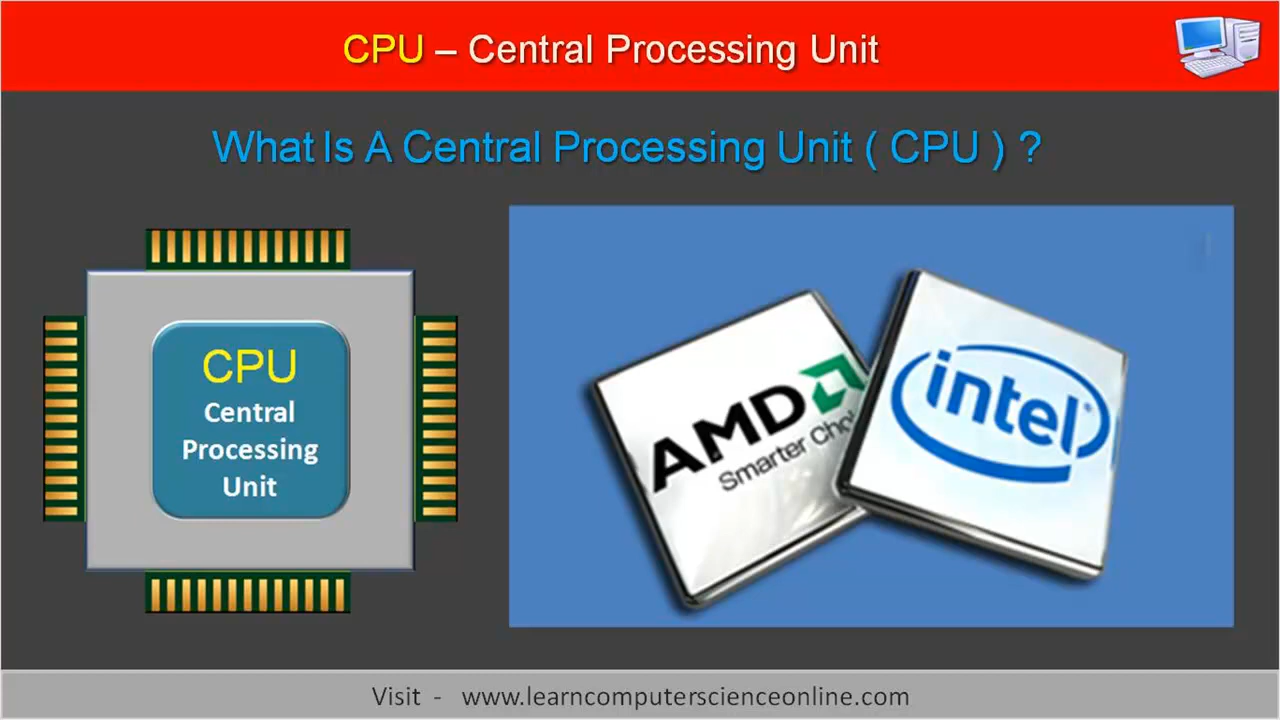 CPU – Central Processing Unit
What Is A Central Processing Unit ( CPU ) ?
CPU
Central
Processing
Unit
AMD
Smarter
intel®
Visit - www.learncomputerscienceonline.com